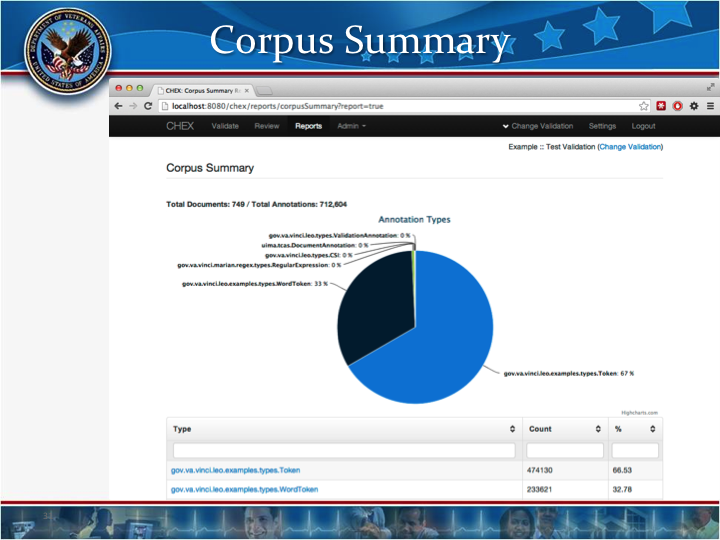 Corpus Summary
DEPARTMENT OF VETERANS AFFAIRS
UNITED STATES OF AMERICA
CHEX: Corpus Summary R
localhost:8080/chex/reports/corpusSummary?report=true
CHEX Validate Review Reports Admin Change Validation Settings Logout
Example :: Test Validation (Change Validation)
Corpus Summary
Total Documents: 749 / Total Annotations: 712,604
Annotation Types
gov.va.vinci.leo.types.ValidationAnnotation: 0 %
uima.tcas.DocumentAnnotation: 0 %
gov.va.vinci.leo.types.CSI: 0 %
gov.va.vinci.marian.regex.types.RegularExpression: 0 %
gov.va.vinci.leo.examples.types.WordToken: 33 %
gov.va.vinci.leo.examples.types.Token: 67 %
Highcharts.com
Type Count %
gov.va.vinci.leo.examples.types.Token 474130 66.53
gov.va.vinci.leo.examples.types.WordToken 233621 32.78